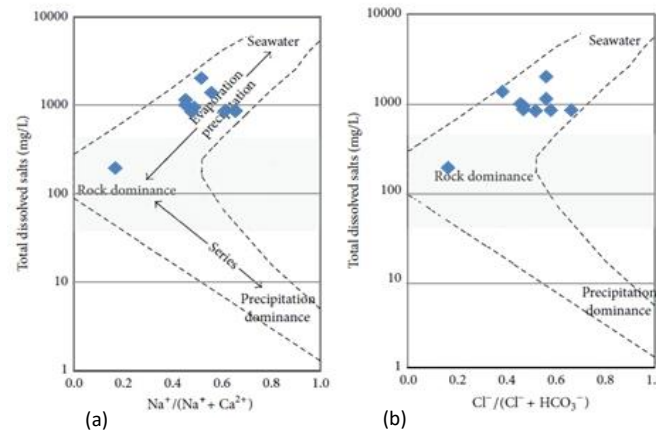 10000
1000
100
10
1
Total dissolved salts (mg/L)
Seawater
Evaporation
precipitation
Rock dominance
Series
Precipitation
dominance
0.0 0.2 0.4 0.6 0.8 1.0
Na⁺/(Na⁺ + Ca²⁺)
(a)
10000
1000
100
10
1
Total dissolved salts (mg/L)
Seawater
Rock dominance
Precipitation
dominance
0.0 0.2 0.4 0.6 0.8 1.0
Cl⁻/(Cl⁻ + HCO₃⁻)
(b)